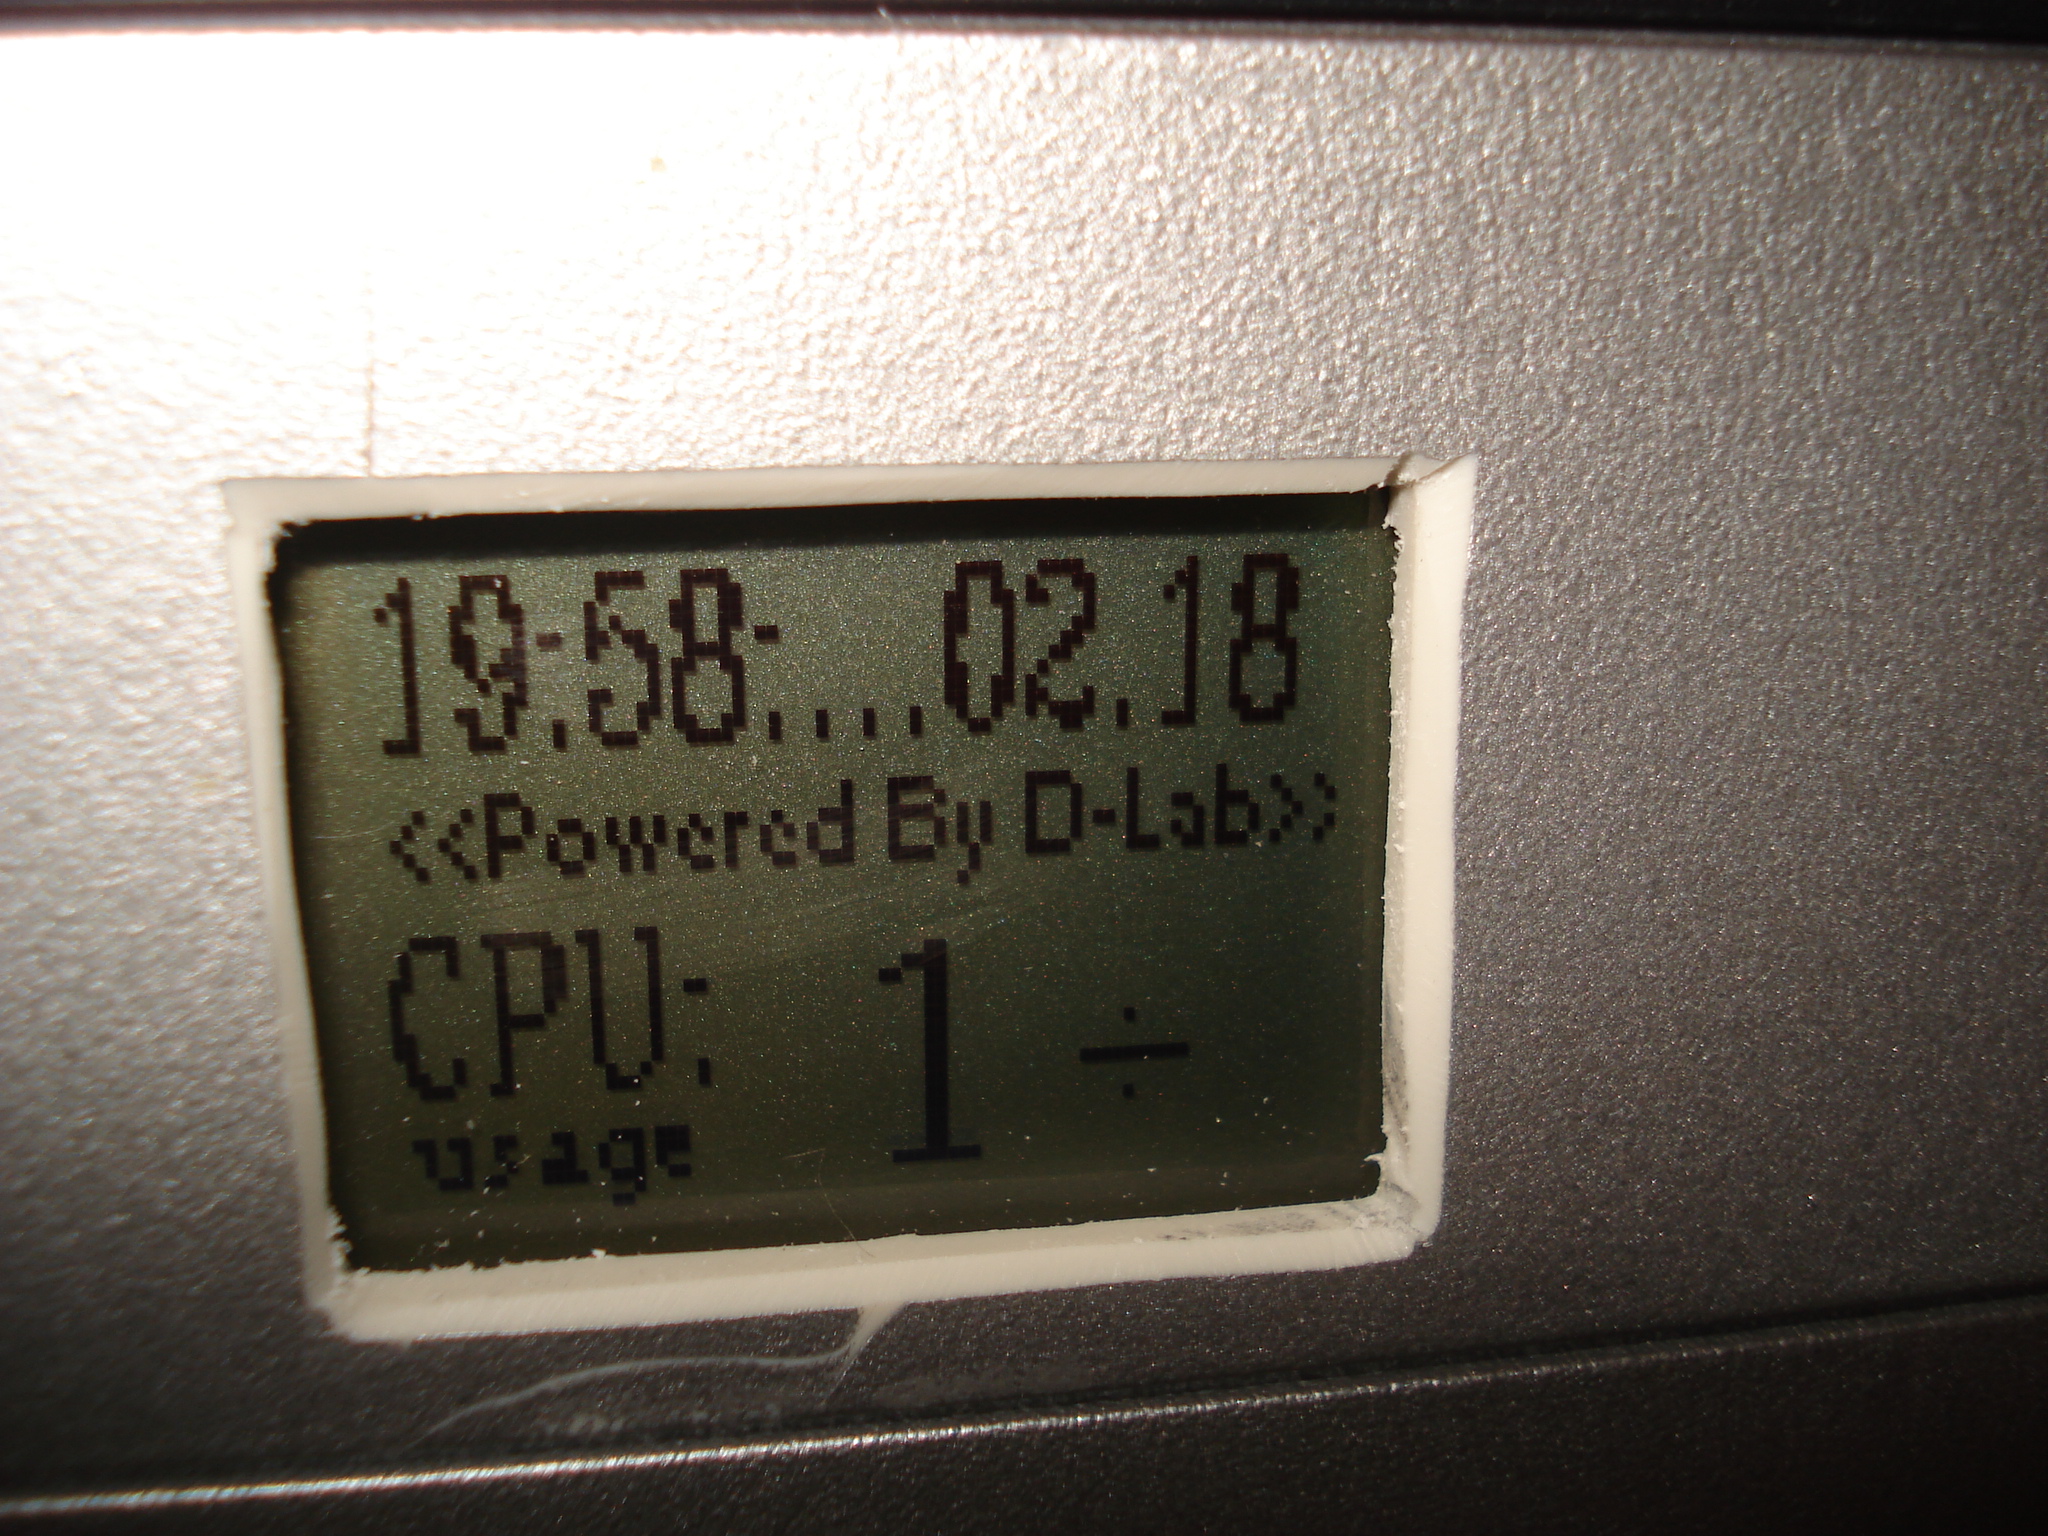 19:58:....02.18
<<Powered By D-Lab>>
CPU: 1 ÷
usage